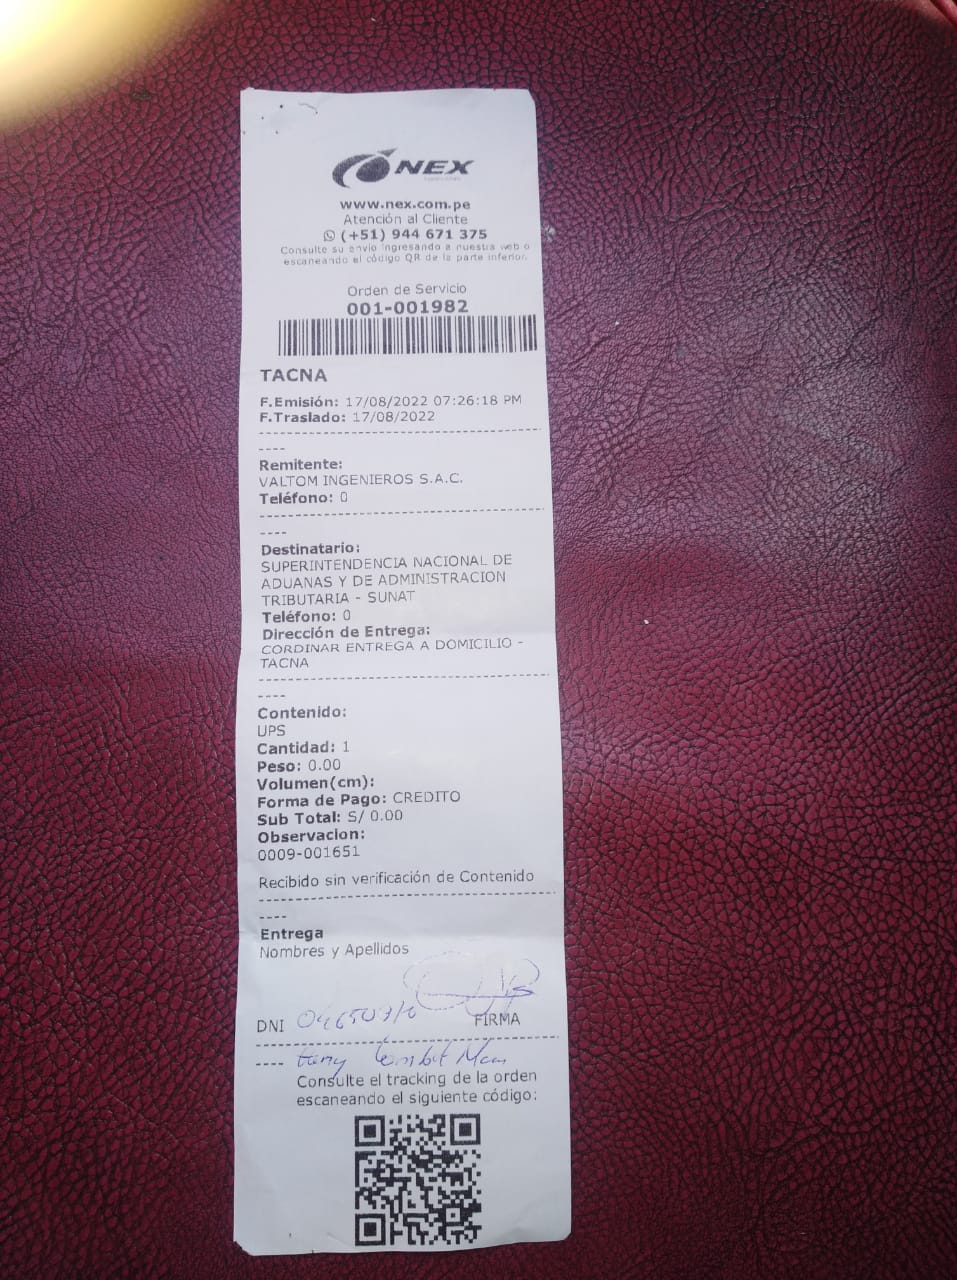 NEX
www.nex.com.pe
Atención al Cliente
(+51) 944 671 375
Consulte su envío ingresando a nuestra web o
escaneando el código QR de la parte inferior.
Orden de Servicio
001-001982
TACNA
F.Emisión: 17/08/2022 07:26:18 PM
F.Traslado: 17/08/2022
----
Remitente:
VALTOM INGENIEROS S.A.C.
Teléfono: 0
----
Destinatario:
SUPERINTENDENCIA NACIONAL DE
ADUANAS Y DE ADMINISTRACION
TRIBUTARIA - SUNAT
Teléfono: 0
Dirección de Entrega:
CORDINAR ENTREGA A DOMICILIO -
TACNA
----
Contenido:
UPS
Cantidad: 1
Peso: 0.00
Volumen(cm):
Forma de Pago: CREDITO
Sub Total: S/ 0.00
Observacion:
0009-001651
Recibido sin verificación de Contenido
----
Entrega
Nombres y Apellidos
DNI FIRMA
----
Consulte el tracking de la orden
escaneando el siguiente código: